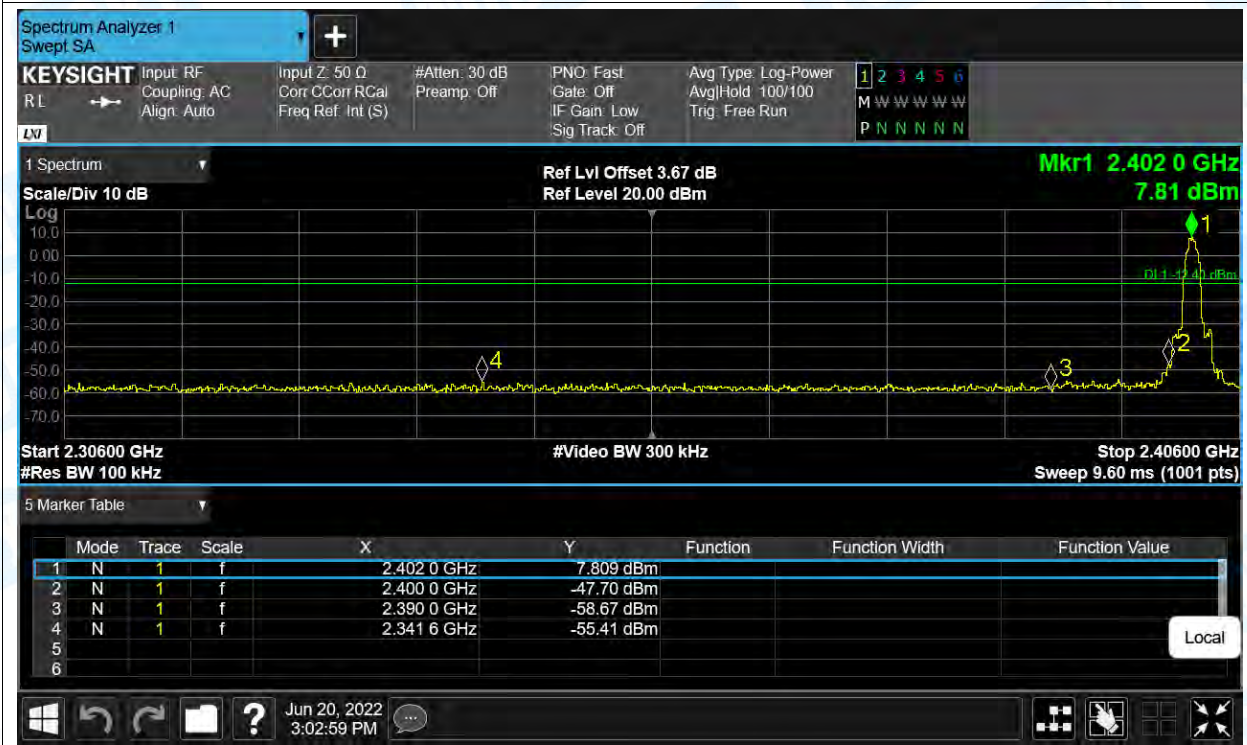 Spectrum Analyzer 1
Swept SA
KEYSIGHT Input: RF Input Z: 50 Ω #Atten: 30 dB PNO: Fast Avg Type: Log-Power 1 2 3 4 5 6
R L Coupling: AC Corr CCorr RCal Preamp: Off Gate: Off Avg|Hold: 100/100 M W W W W W
Align: Auto Freq Ref: Int (S) IF Gain: Low Trig: Free Run
LXI Sig Track: Off P N N N N N
1 Spectrum Ref Lvl Offset 3.67 dB Mkr1 2.402 0 GHz
Scale/Div 10 dB Ref Level 20.00 dBm 7.81 dBm
Log
1
10.0
0.00
-10.0 DL1 -12.40 dBm
-20.0
-30.0
-40.0 2
-50.0 4 3
-60.0
-70.0
Start 2.30600 GHz #Video BW 300 kHz Stop 2.40600 GHz
#Res BW 100 kHz Sweep 9.60 ms (1001 pts)
5 Marker Table
Mode Trace Scale X Y Function Function Width Function Value
1 N 1 f 2.402 0 GHz 7.809 dBm
2 N 1 f 2.400 0 GHz -47.70 dBm
3 N 1 f 2.390 0 GHz -58.67 dBm
4 N 1 f 2.341 6 GHz -55.41 dBm
5
6
Local
? Jun 20, 2022
3:02:59 PM